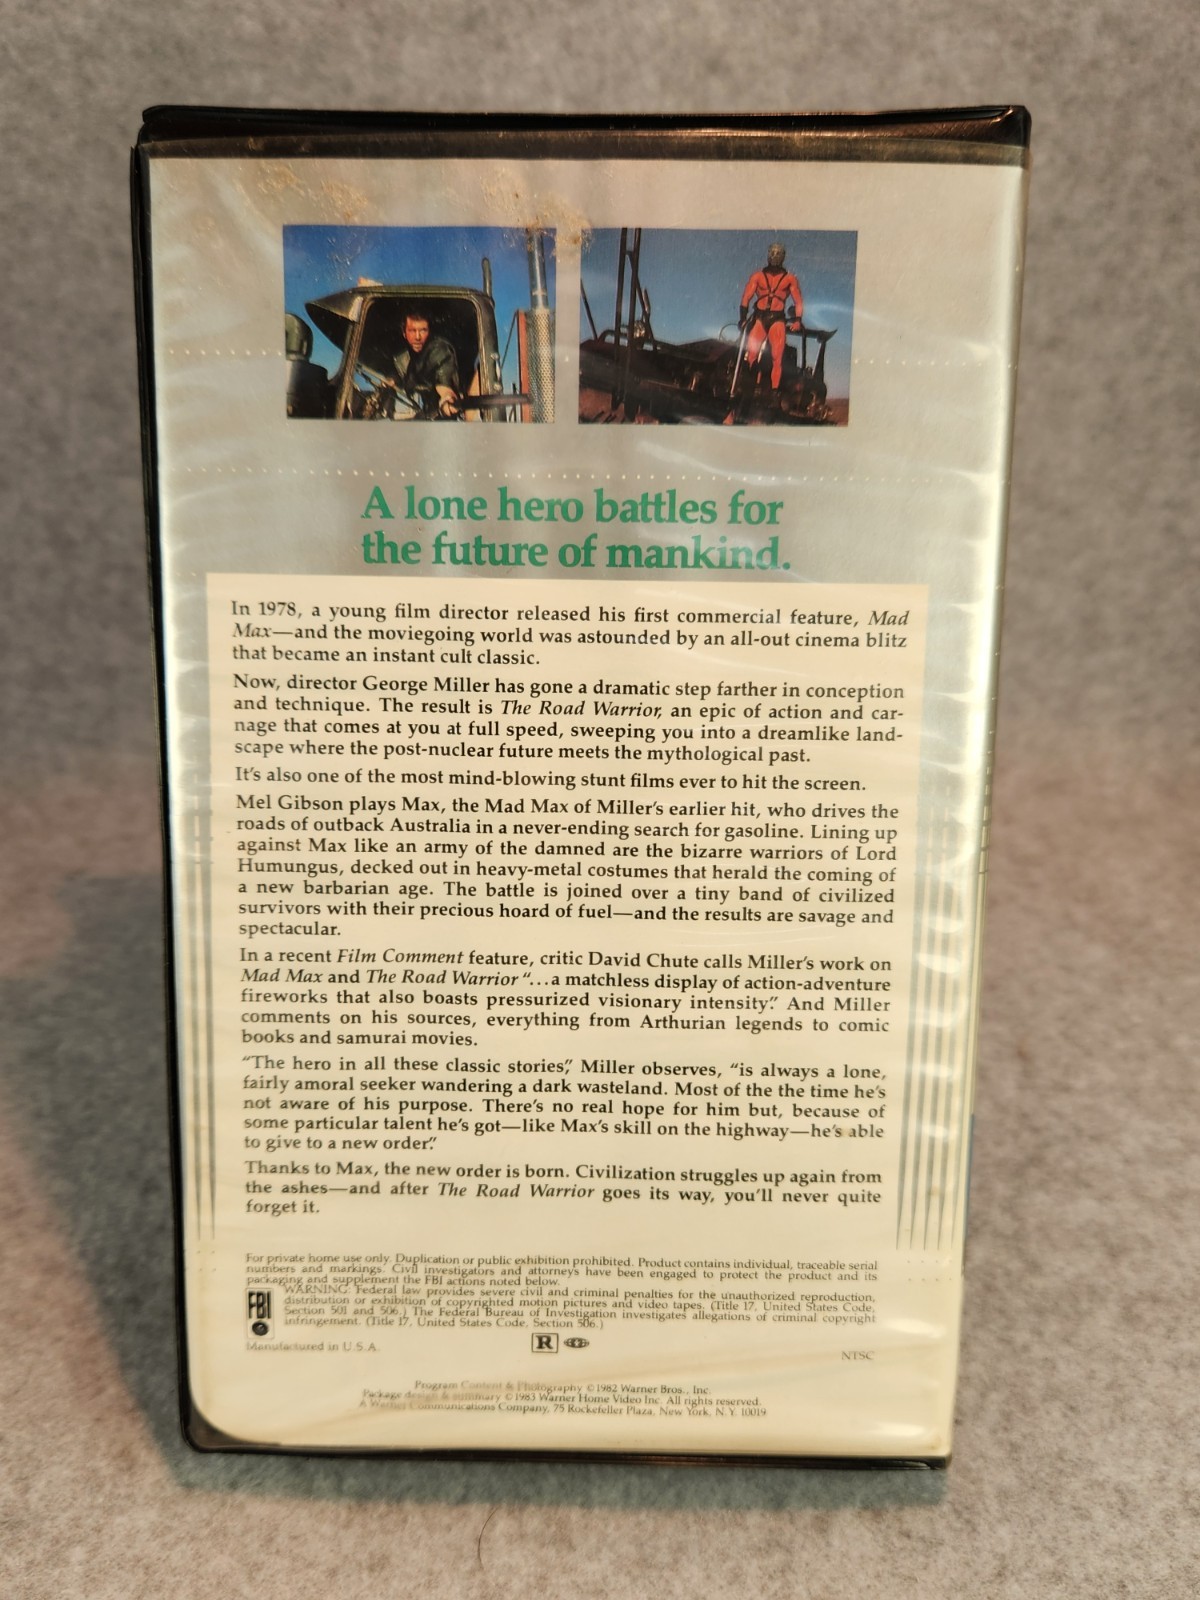 A lone hero battles for
the future of mankind.
In 1978, a young film director released his first commercial feature, Mad
Max—and the moviegoing world was astounded by an all-out cinema blitz
that became an instant cult classic.
Now, director George Miller has gone a dramatic step farther in conception
and technique. The result is The Road Warrior, an epic of action and car-
nage that comes at you at full speed, sweeping you into a dreamlike land-
scape where the post-nuclear future meets the mythological past.
It's also one of the most mind-blowing stunt films ever to hit the screen.
Mel Gibson plays Max, the Mad Max of Miller's earlier hit, who drives the
roads of outback Australia in a never-ending search for gasoline. Lining up
against Max like an army of the damned are the bizarre warriors of Lord
Humungus, decked out in heavy-metal costumes that herald the coming of
a new barbarian age. The battle is joined over a tiny band of civilized
survivors with their precious hoard of fuel—and the results are savage and
spectacular.
In a recent Film Comment feature, critic David Chute calls Miller's work on
Mad Max and The Road Warrior "...a matchless display of action-adventure
fireworks that also boasts pressurized visionary intensity." And Miller
comments on his sources, everything from Arthurian legends to comic
books and samurai movies.
"The hero in all these classic stories," Miller observes, "is always a lone,
fairly amoral seeker wandering a dark wasteland. Most of the the time he's
not aware of his purpose. There's no real hope for him but, because of
some particular talent he's got—like Max's skill on the highway—he's able
to give to a new order."
Thanks to Max, the new order is born. Civilization struggles up again from
the ashes—and after The Road Warrior goes its way, you'll never quite
forget it.
For private home use only. Duplication or public exhibition prohibited. Product contains individual, traceable serial
numbers and markings. Civil investigators and attorneys have been engaged to protect the product and its
packaging and supplement the FBI actions noted below.
FBI
WARNING: Federal law provides severe civil and criminal penalties for the unauthorized reproduction,
distribution or exhibition of copyrighted motion pictures and video tapes. (Title 17, United States Code,
Section 501 and 506.) The Federal Bureau of Investigation investigates allegations of criminal copyright
infringement. (Title 17, United States Code, Section 506.)
Manufactured in U.S.A.
R
NTSC
Program Content & Photography ©1982 Warner Bros., Inc.
Package design & summary ©1983 Warner Home Video Inc. All rights reserved.
A Warner Communications Company, 75 Rockefeller Plaza, New York, N.Y. 10019